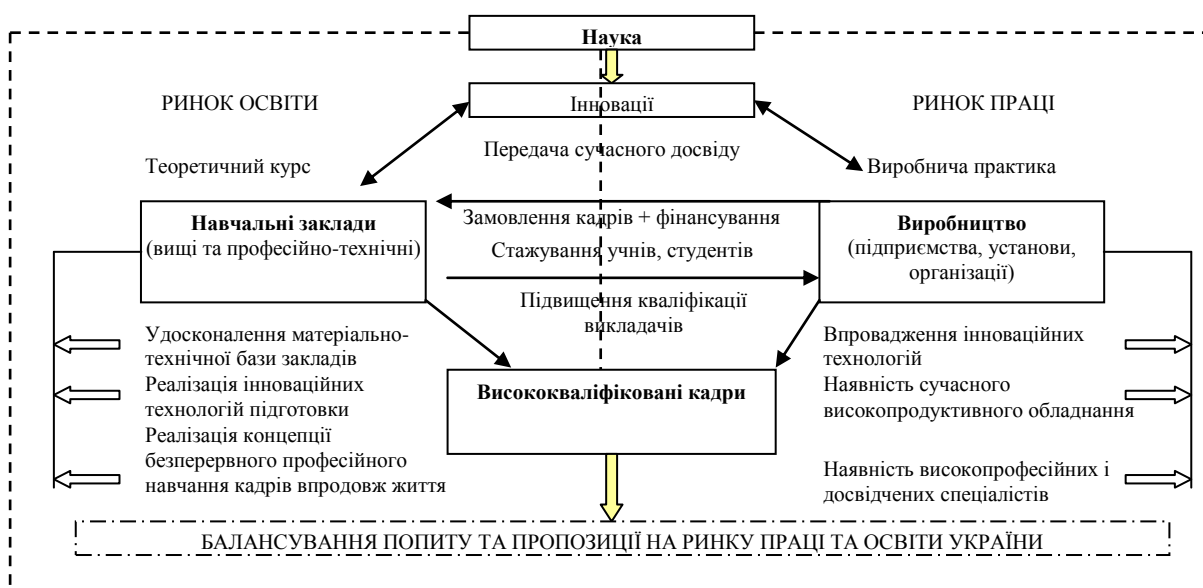 Наука
РИНОК ОСВІТИ
Інновації
РИНОК ПРАЦІ
Передача сучасного досвіду
Теоретичний курс
Виробнича практика
Навчальні заклади
(вищі та професійно-технічні)
Замовлення кадрів + фінансування
Стажування учнів, студентів
Підвищення кваліфікації
викладачів
Виробництво
(підприємства, установи,
організації)
Удосконалення матеріально-
технічної бази закладів
Реалізація інноваційних
технологій підготовки
Реалізація концепції
безперервного професійного
навчання кадрів впродовж життя
Висококваліфіковані кадри
Впровадження інноваційних
технологій
Наявність сучасного
високопродуктивного обладнання
Наявність високопрофесійних і
досвідчених спеціалістів
БАЛАНСУВАННЯ ПОПИТУ ТА ПРОПОЗИЦІЇ НА РИНКУ ПРАЦІ ТА ОСВІТИ УКРАЇНИ